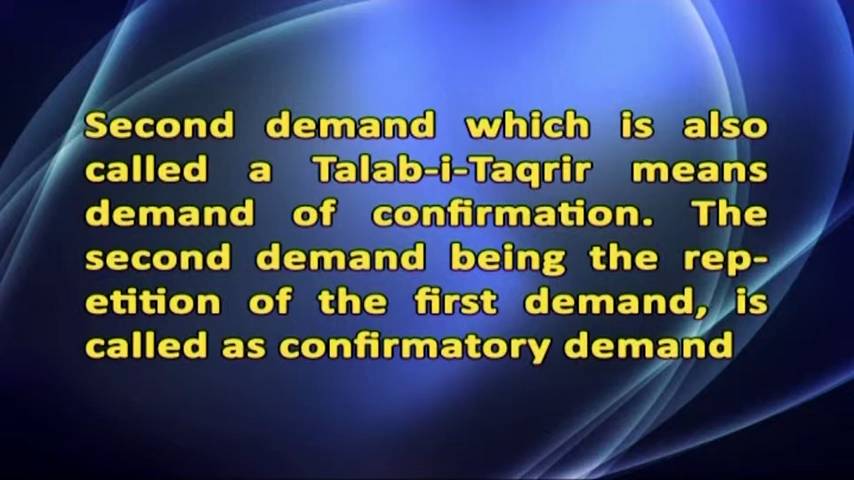 Second demand which is also
called a Talab-i-Taqrir means
demand of confirmation. The
second demand being the rep-
etition of the first demand, is
called as confirmatory demand